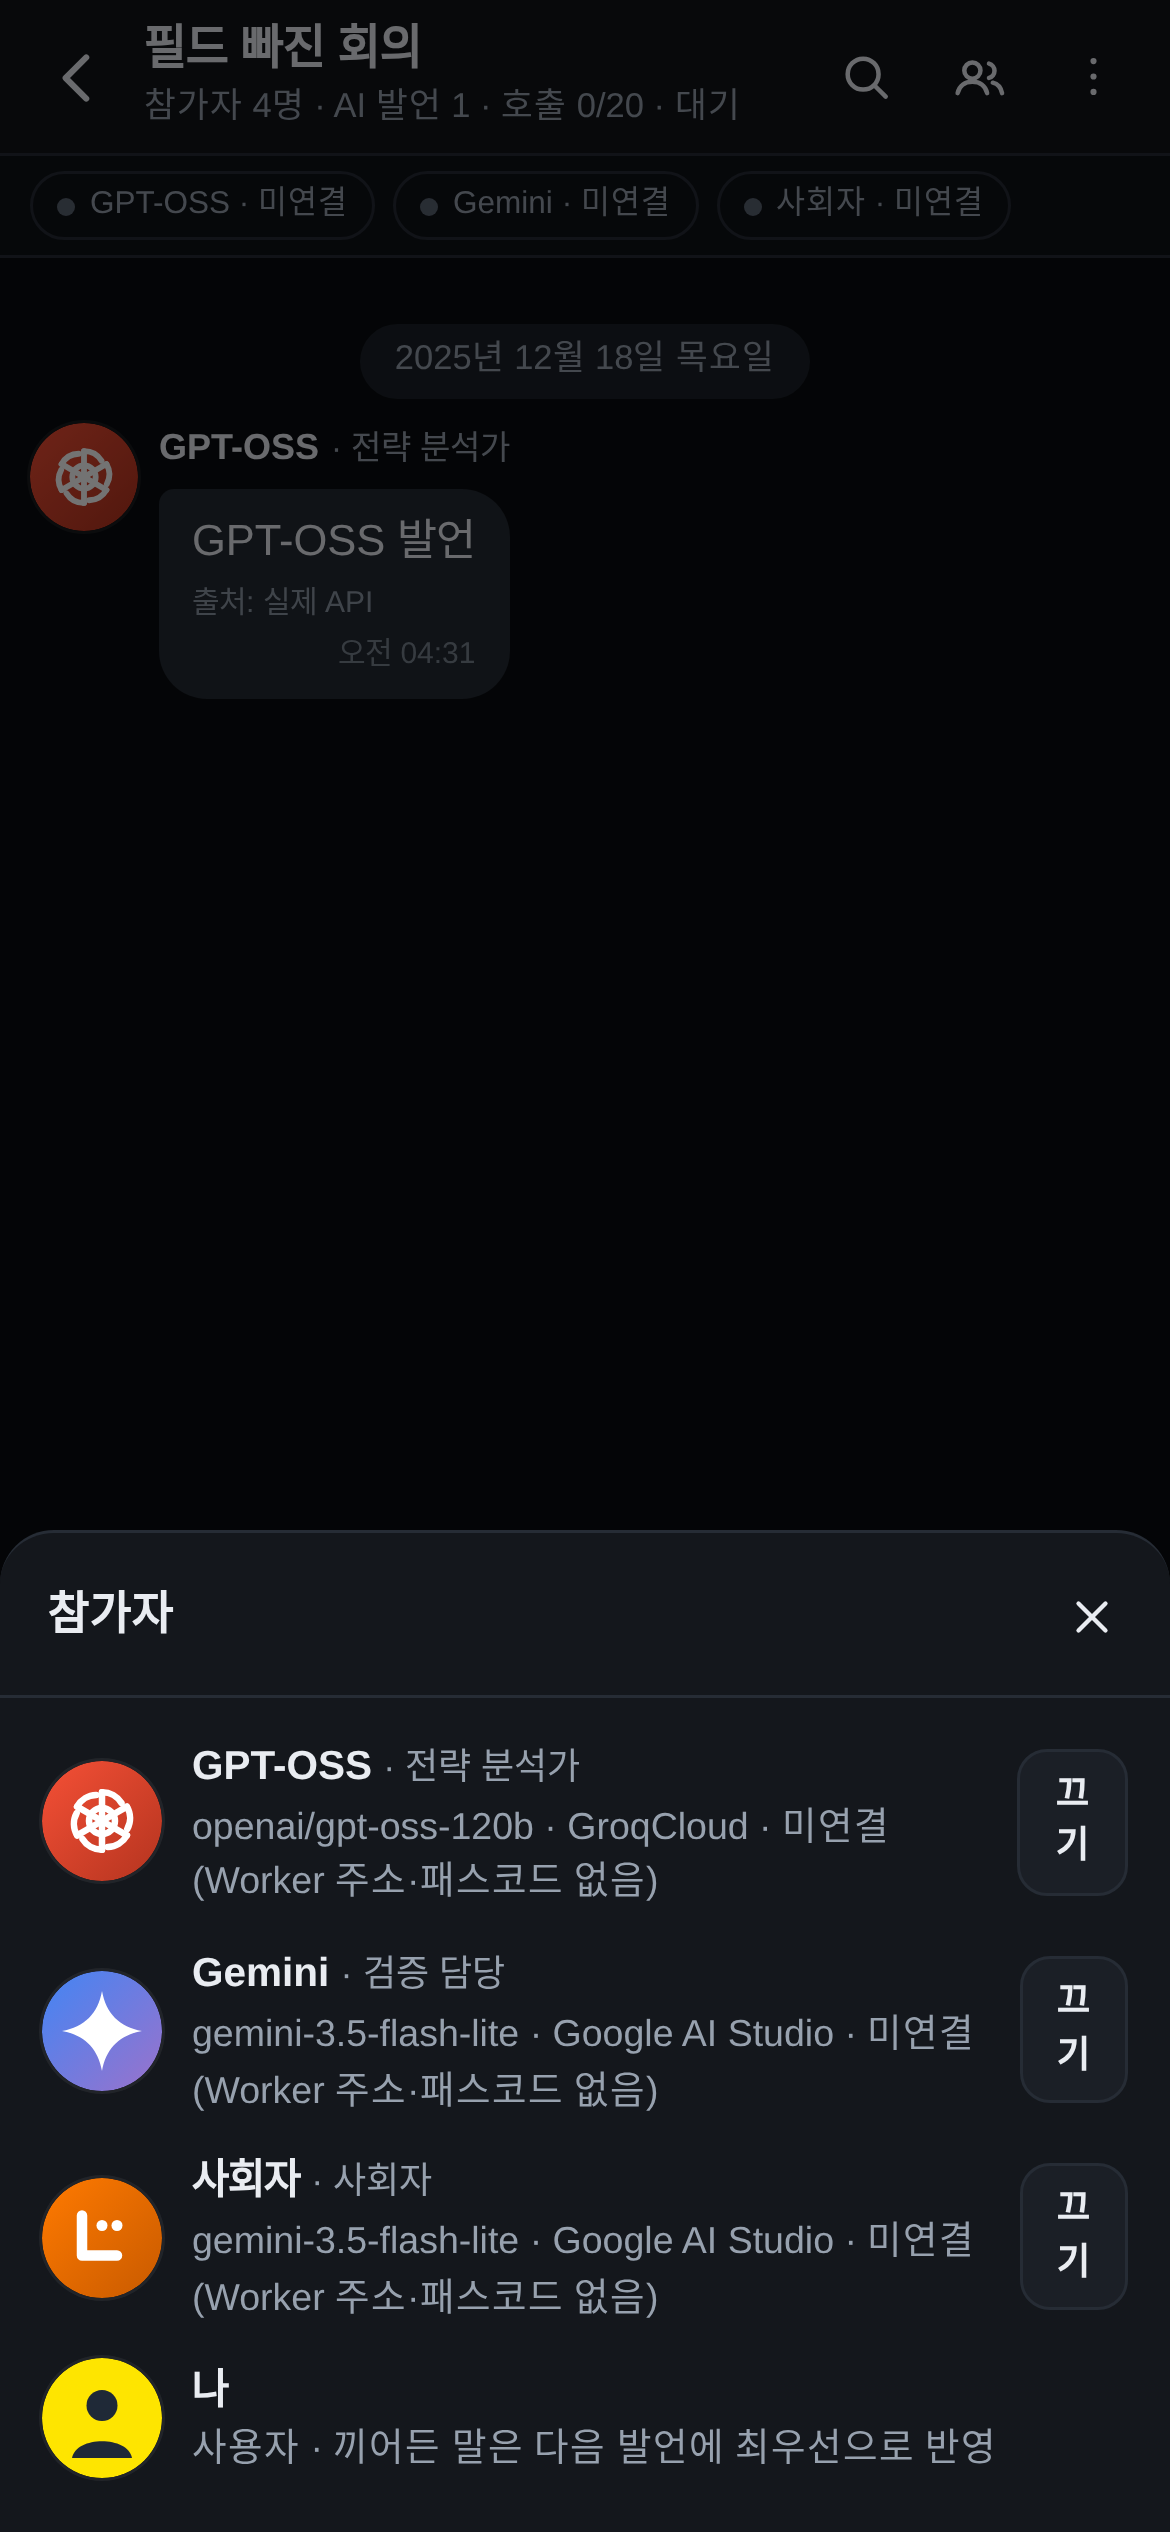 필드 빠진 회의
참가자 4명 · AI 발언 1 · 호출 0/20 · 대기
GPT-OSS · 미연결
Gemini · 미연결
사회자 · 미연결
2025년 12월 18일 목요일
GPT-OSS · 전략 분석가
GPT-OSS 발언
출처: 실제 API
오전 04:31
참가자
GPT-OSS · 전략 분석가
openai/gpt-oss-120b · GroqCloud · 미연결
(Worker 주소·패스코드 없음)
끄
기
Gemini · 검증 담당
gemini-3.5-flash-lite · Google AI Studio · 미연결
(Worker 주소·패스코드 없음)
끄
기
사회자 · 사회자
gemini-3.5-flash-lite · Google AI Studio · 미연결
(Worker 주소·패스코드 없음)
끄
기
나
사용자 · 끼어든 말은 다음 발언에 최우선으로 반영